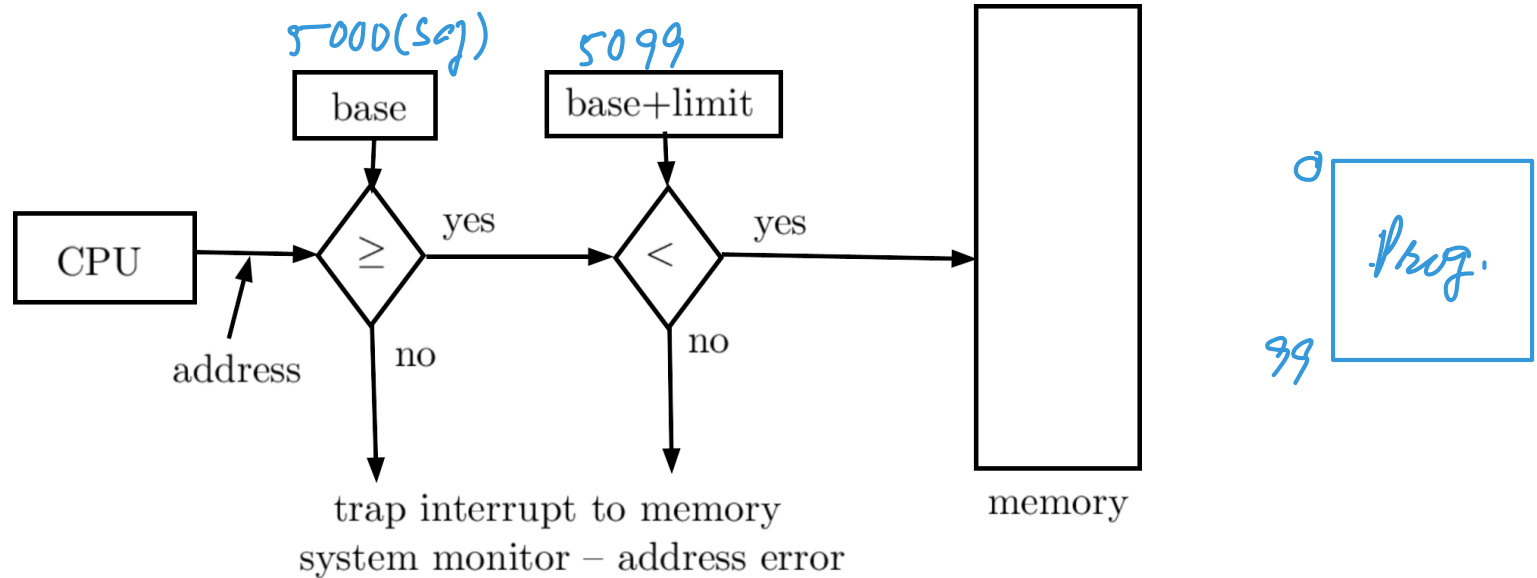 5000(say)
5099
base
base+limit
CPU
≥
yes
<
yes
address
no
no
trap interrupt to memory
system monitor – address error
memory
0
Prog.
99